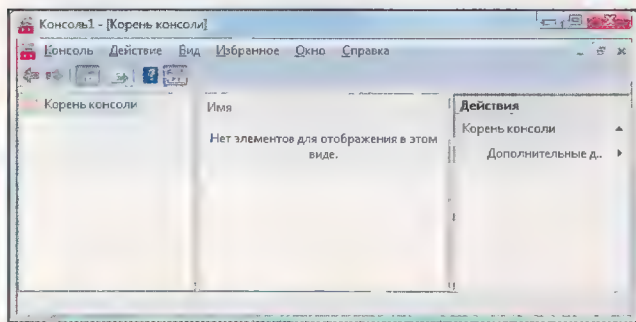 Консоль1 - [Корень консоли]
Консоль Действие Вид Избранное Окно Справка
Корень консоли
Имя
Нет элементов для отображения в этом
виде.
Действия
Корень консоли
Дополнительные д..